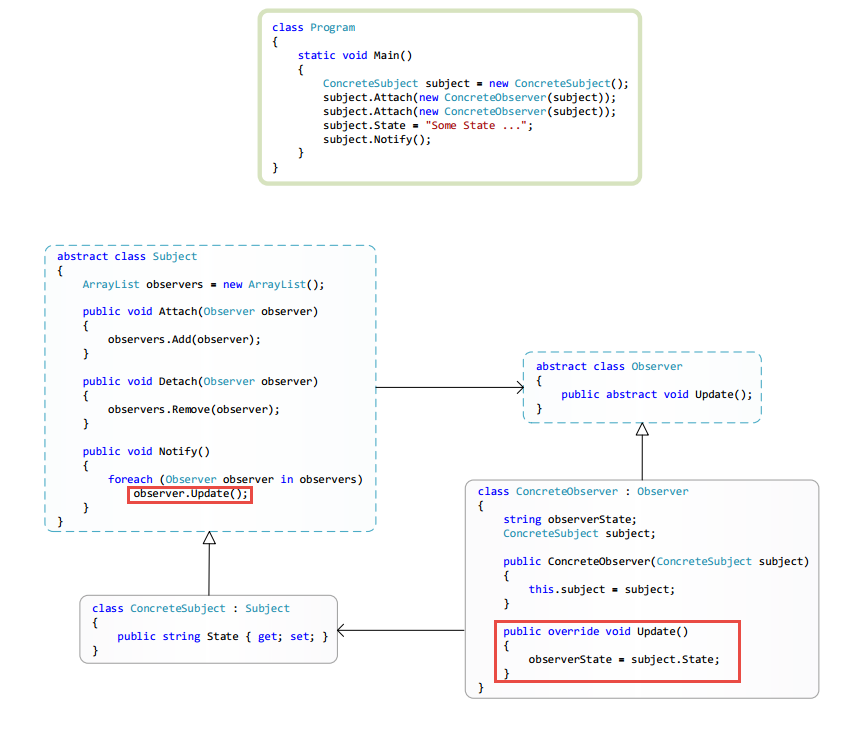 class Program
{
    static void Main()
    {
        ConcreteSubject subject = new ConcreteSubject();
        subject.Attach(new ConcreteObserver(subject));
        subject.Attach(new ConcreteObserver(subject));
        subject.State = "Some State ...";
        subject.Notify();
    }
}
abstract class Subject
{
    ArrayList observers = new ArrayList();
    public void Attach(Observer observer)
    {
        observers.Add(observer);
    }
    public void Detach(Observer observer)
    {
        observers.Remove(observer);
    }
    public void Notify()
    {
        foreach (Observer observer in observers)
            observer.Update();
    }
}
abstract class Observer
{
    public abstract void Update();
}
class ConcreteSubject : Subject
{
    public string State { get; set; }
}
class ConcreteObserver : Observer
{
    string observerState;
    ConcreteSubject subject;
    public ConcreteObserver(ConcreteSubject subject)
    {
        this.subject = subject;
    }
    public override void Update()
    {
        observerState = subject.State;
    }
}